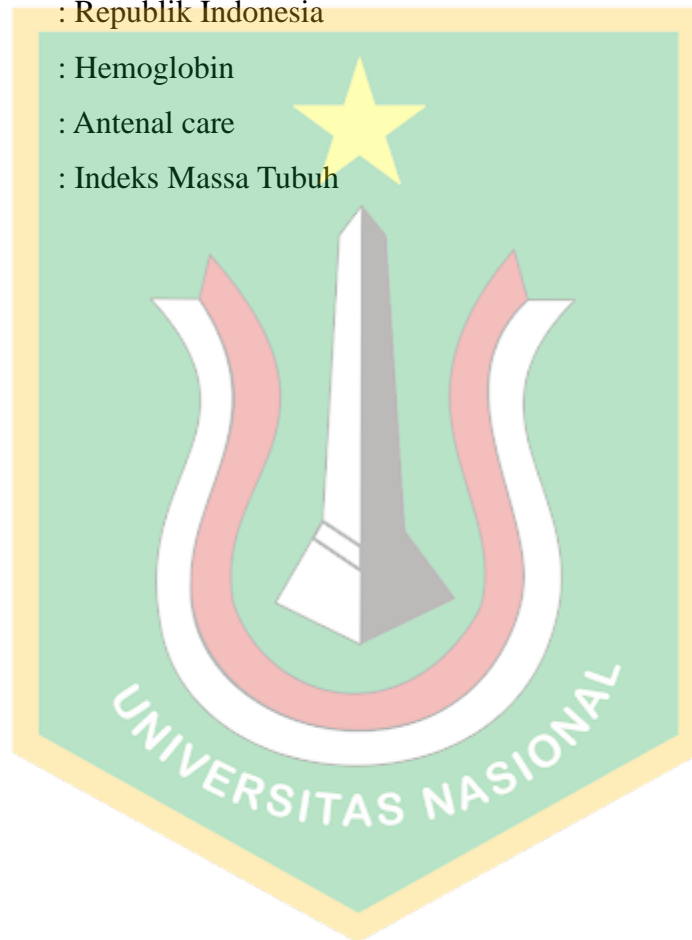 : Republik Indonesia
: Hemoglobin
: Antenal care
: Indeks Massa Tubuh
UNIVERSITAS NASIONAL